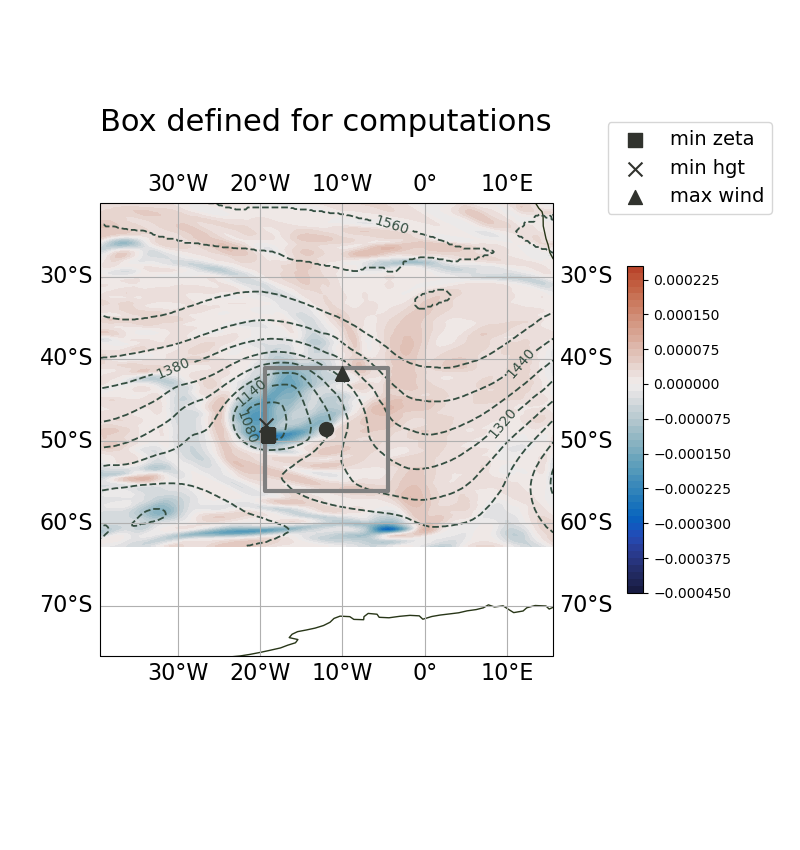 Box defined for computations
min zeta
min hgt
max wind
30°W 20°W 10°W 0° 10°E
1560
30°S 30°S
0.000225
0.000150
40°S 40°S
0.000075
1380
1440
0.000000
1140
1080
1320
50°S 50°S
−0.000075
−0.000150
−0.000225
60°S 60°S
−0.000300
−0.000375
70°S 70°S
−0.000450
30°W 20°W 10°W 0° 10°E